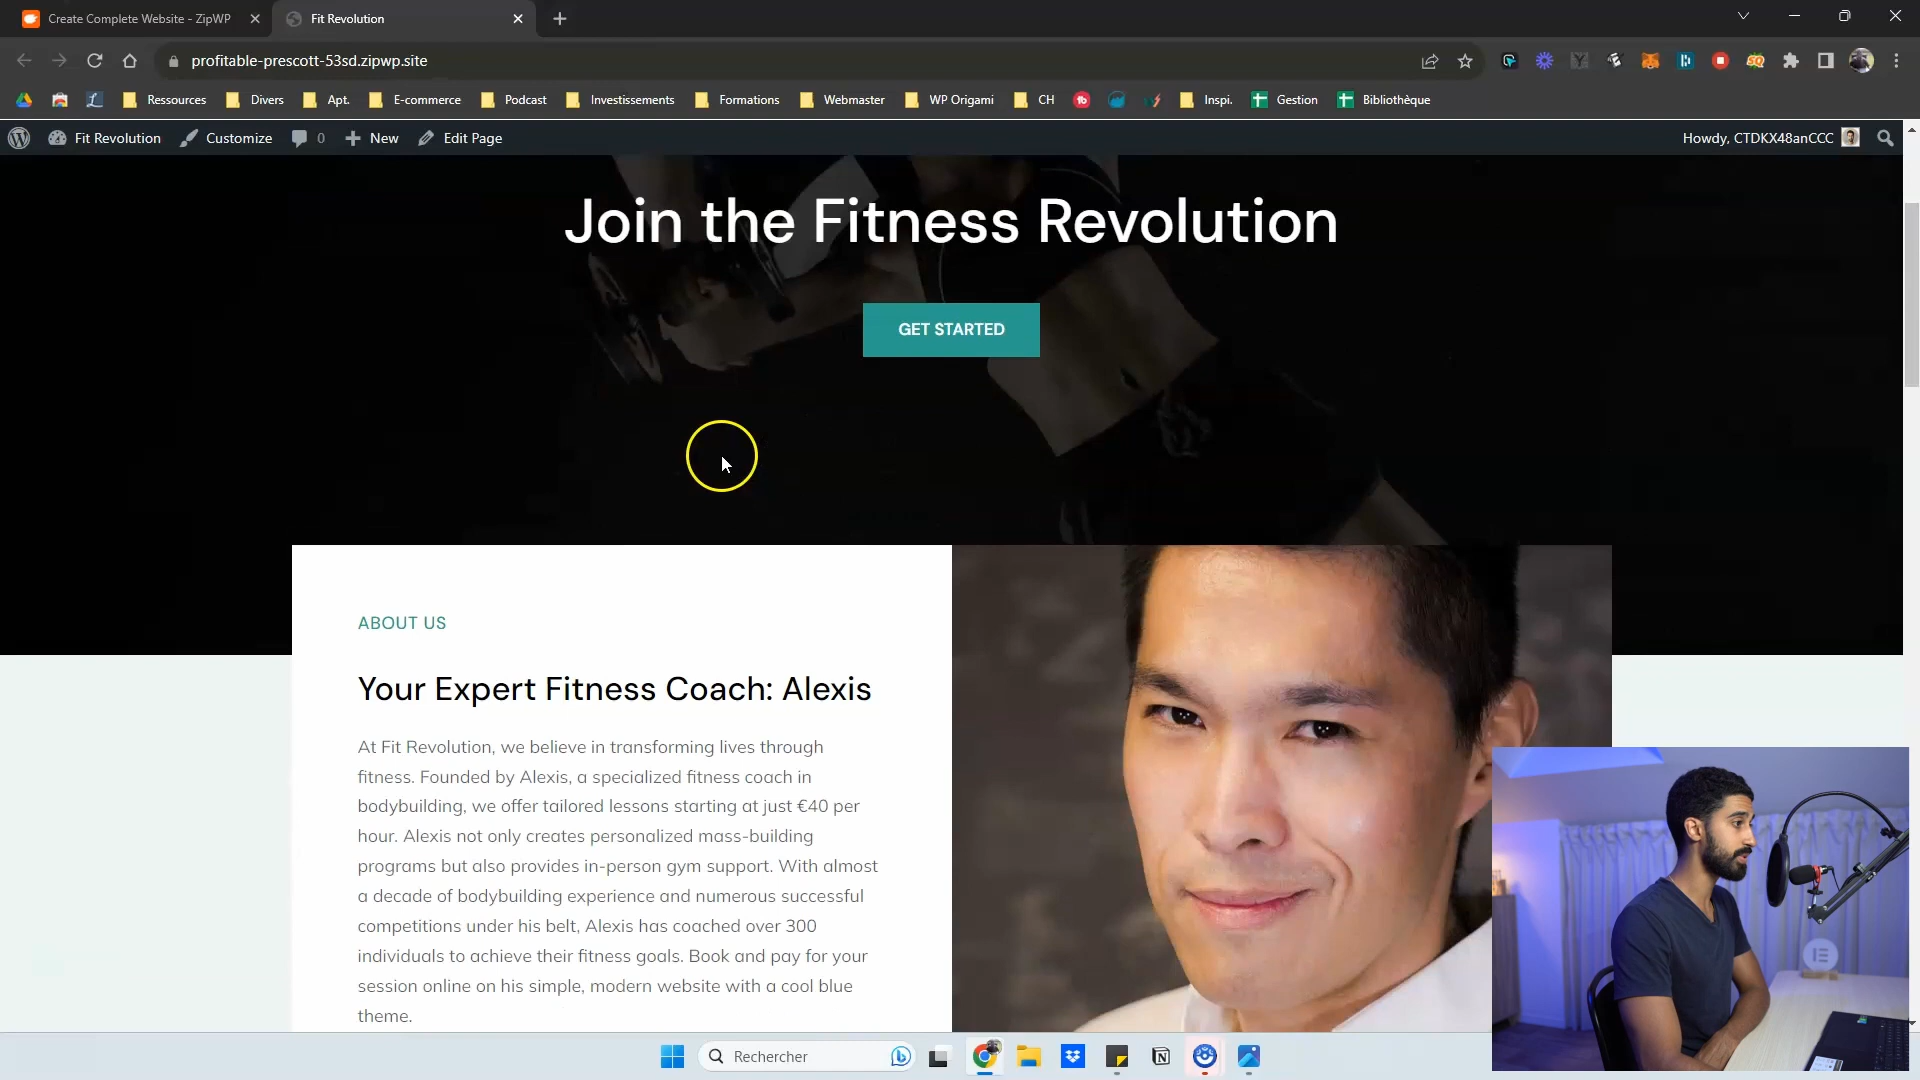 Create Complete Website - ZipWP
Fit Revolution
profitable-prescott-53sd.zipwp.site
Ressources
Divers
Apt.
E-commerce
Podcast
Investissements
Formations
Webmaster
WP Origami
CH
Inspi.
Gestion
Bibliothèque
Fit Revolution
Customize
0
New
Edit Page
Howdy, CTDKX48anCCC
Join the Fitness Revolution
GET STARTED
ABOUT US
Your Expert Fitness Coach: Alexis
At Fit Revolution, we believe in transforming lives through
fitness. Founded by Alexis, a specialized fitness coach in
bodybuilding, we offer tailored lessons starting at just €40 per
hour. Alexis not only creates personalized mass-building
programs but also provides in-person gym support. With almost
a decade of bodybuilding experience and numerous successful
competitions under his belt, Alexis has coached over 300
individuals to achieve their fitness goals. Book and pay for your
session online on his simple, modern website with a cool blue
theme.
Rechercher